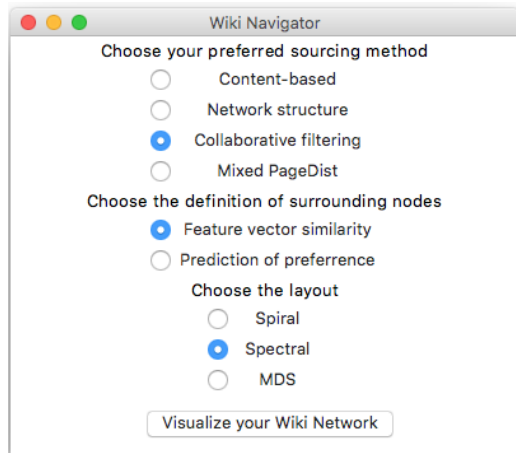 Wiki Navigator
Choose your preferred sourcing method
Content-based
Network structure
Collaborative filtering
Mixed PageDist
Choose the definition of surrounding nodes
Feature vector similarity
Prediction of preferrence
Choose the layout
Spiral
Spectral
MDS
Visualize your Wiki Network